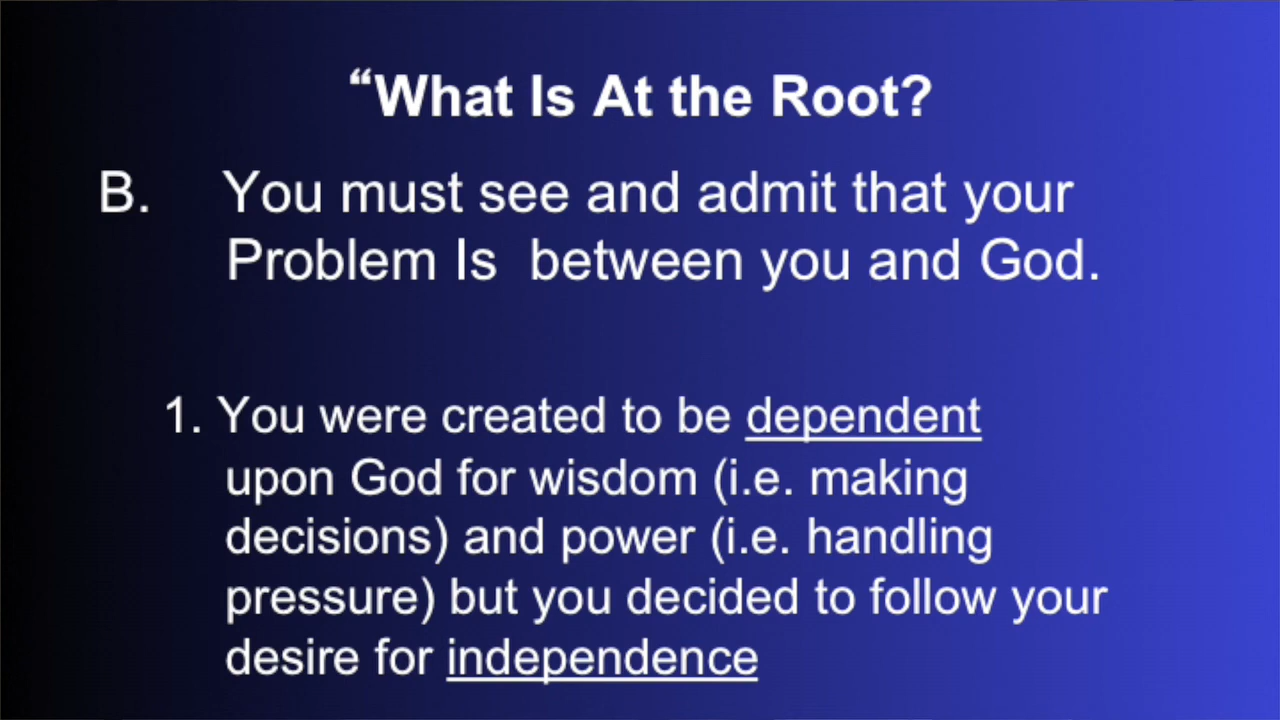 “What Is At the Root?
B. You must see and admit that your
Problem Is between you and God.
1. You were created to be dependent
upon God for wisdom (i.e. making
decisions) and power (i.e. handling
pressure) but you decided to follow your
desire for independence